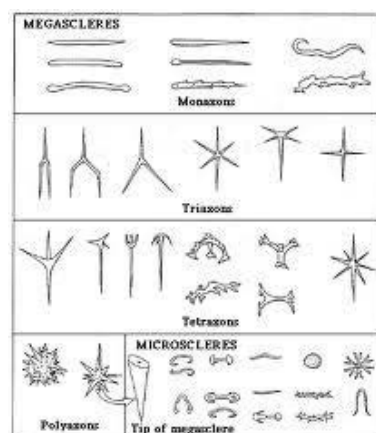 MEGASCLERES
Monaxons
Triaxons
Tetraxons
MICROSCLERES
Polyaxons
Tip of megasclere